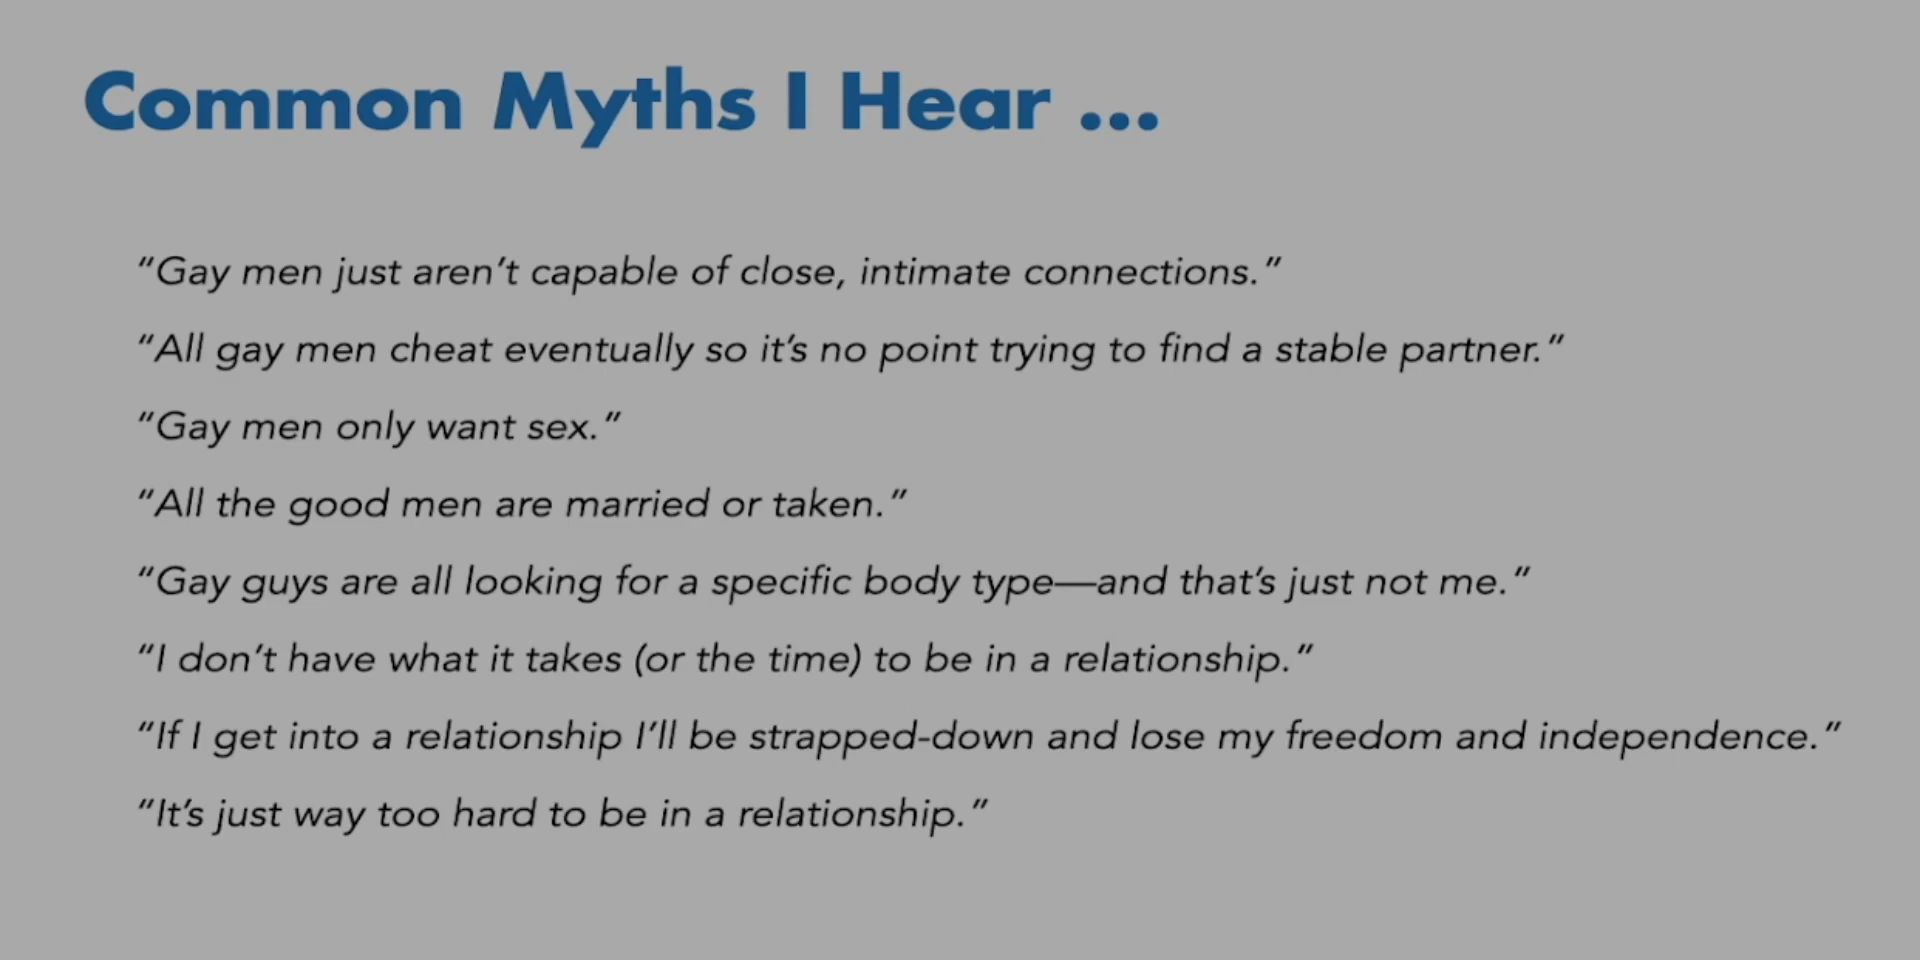 Common Myths I Hear ...
“Gay men just aren’t capable of close, intimate connections.”
“All gay men cheat eventually so it’s no point trying to find a stable partner.”
“Gay men only want sex.”
“All the good men are married or taken.”
“Gay guys are all looking for a specific body type—and that’s just not me.”
“I don’t have what it takes (or the time) to be in a relationship.”
“If I get into a relationship I’ll be strapped-down and lose my freedom and independence.”
“It’s just way too hard to be in a relationship.”